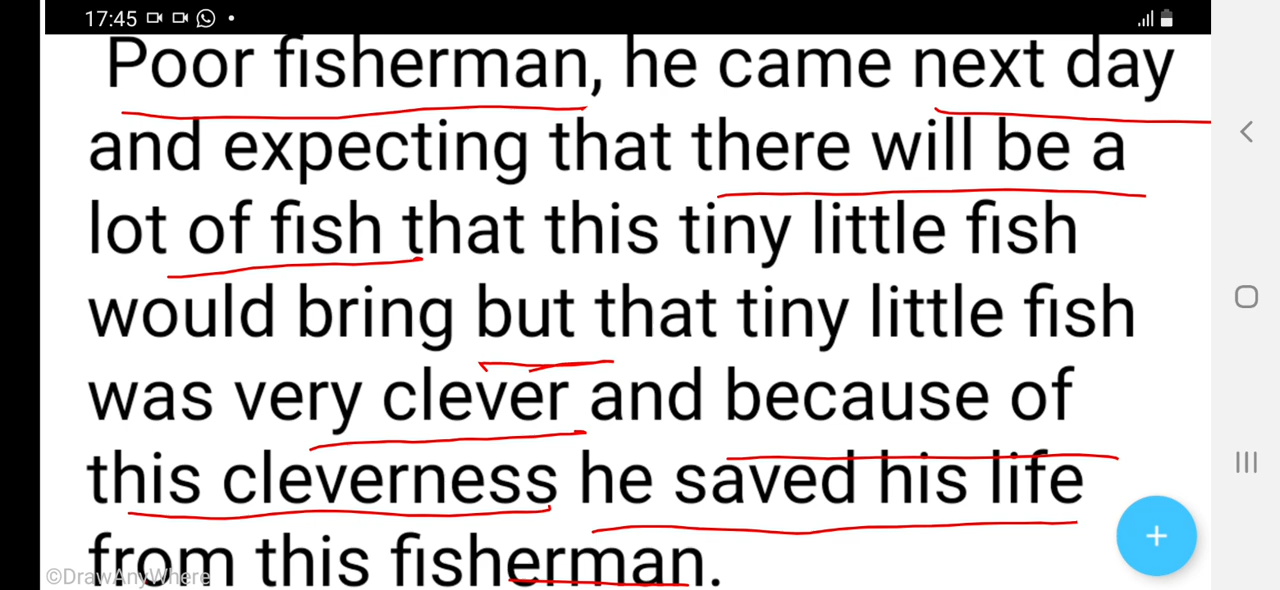 17:45
Poor fisherman, he came next day
and expecting that there will be a
lot of fish that this tiny little fish
would bring but that tiny little fish
was very clever and because of
this cleverness he saved his life
from this fisherman.
©DrawAnyWhere